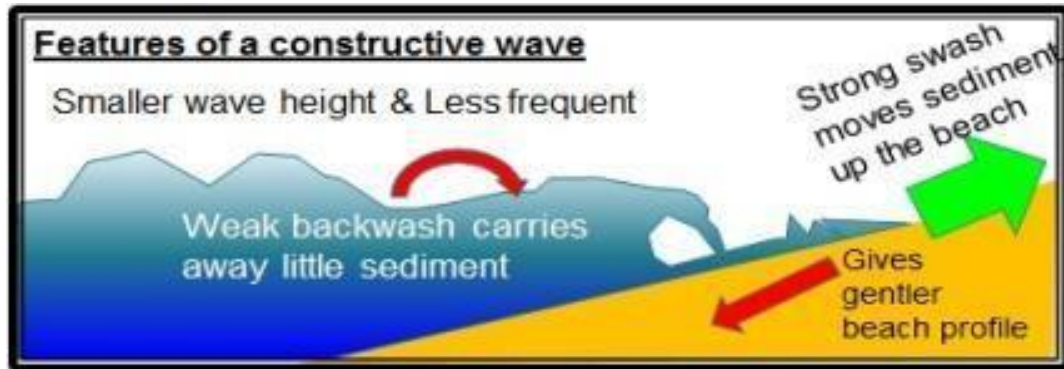 Features of a constructive wave
Smaller wave height & Less frequent
Strong swash
moves sediment
up the beach
Weak backwash carries
away little sediment
Gives
gentler
beach profile